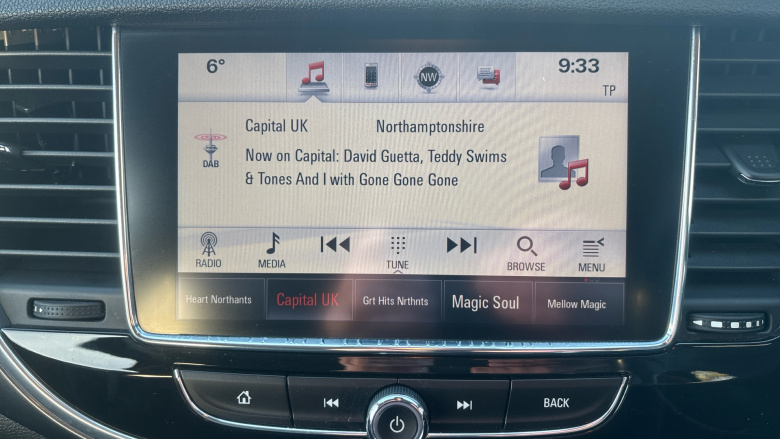 6°
NW
9:33
TP
Capital UK Northamptonshire
DAB
Now on Capital: David Guetta, Teddy Swims
& Tones And I with Gone Gone Gone
RADIO MEDIA TUNE BROWSE MENU
Heart Northants Capital UK Grt Hits Nrthnts Magic Soul Mellow Magic
BACK